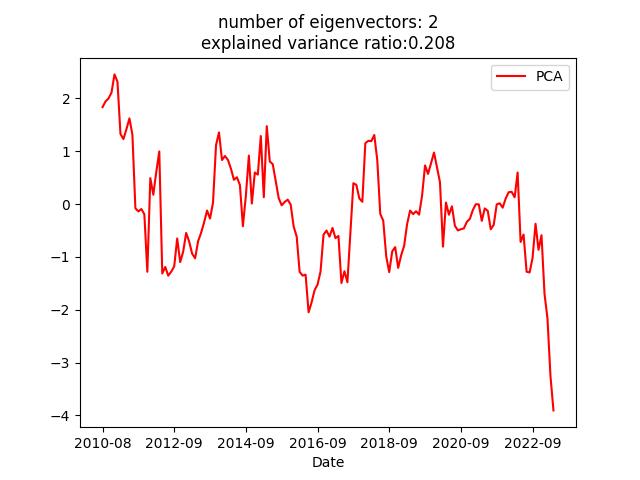 number of eigenvectors: 2
explained variance ratio:0.208
PCA
2
1
0
−1
−2
−3
−4
2010-08 2012-09 2014-09 2016-09 2018-09 2020-09 2022-09
Date